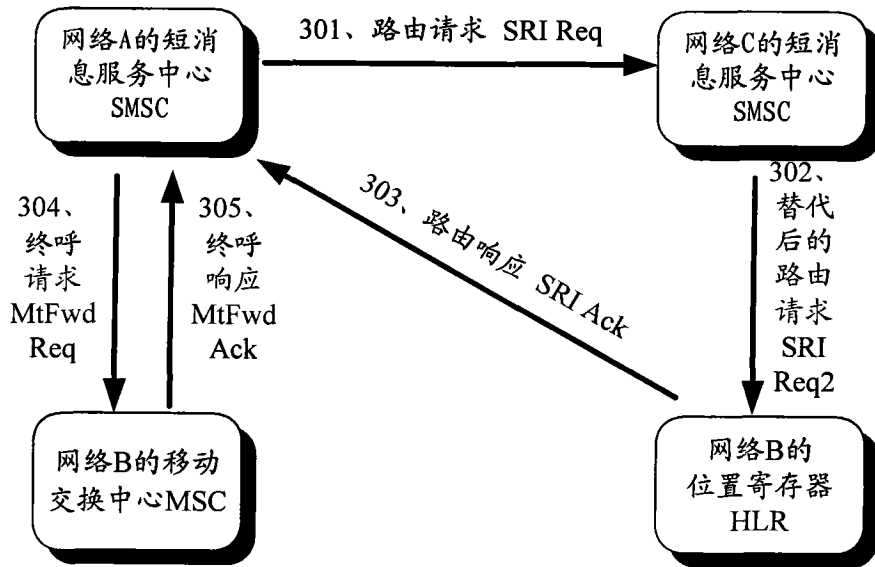 网络A的短消
息服务中心
SMSC
301、路由请求 SRI Req
网络C的短消
息服务中心
SMSC
304、
终呼
请求
MtFwd
Req
305、
终呼
响应
MtFwd
Ack
303、路由响应 SRI Ack
302、
替代
后的
路由
请求
SRI
Req2
网络B的移动
交换中心MSC
网络B的
位置寄存器
HLR